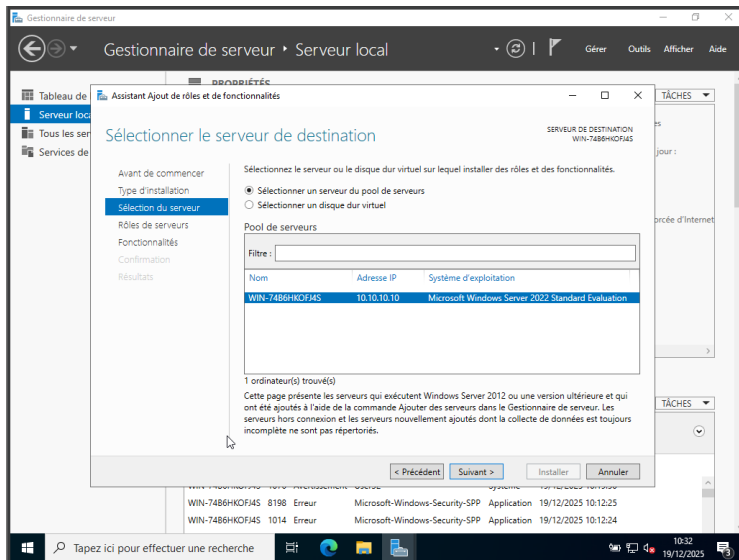 Gestionnaire de serveur
Gestionnaire de serveur ‣ Serveur local
Gérer Outils Afficher Aide
PROPRIÉTÉS
Tableau de
TÂCHES
Serveur loca
Tous les ser
Services de
jour :
orcée d'Internet
Assistant Ajout de rôles et de fonctionnalités
Sélectionner le serveur de destination
SERVEUR DE DESTINATION
WIN-74B6HKOFJ4S
Avant de commencer
Type d'installation
Sélection du serveur
Rôles de serveurs
Fonctionnalités
Confirmation
Résultats
Sélectionnez le serveur ou le disque dur virtuel sur lequel installer des rôles et des fonctionnalités.
Sélectionner un serveur du pool de serveurs
Sélectionner un disque dur virtuel
Pool de serveurs
Filtre :
Nom Adresse IP Système d'exploitation
WIN-74B6HKOFJ4S 10.10.10.10 Microsoft Windows Server 2022 Standard Evaluation
1 ordinateur(s) trouvé(s)
Cette page présente les serveurs qui exécutent Windows Server 2012 ou une version ultérieure et qui
ont été ajoutés à l'aide de la commande Ajouter des serveurs dans le Gestionnaire de serveur. Les
serveurs hors connexion et les serveurs nouvellement ajoutés dont la collecte de données est toujours
incomplète ne sont pas répertoriés.
< Précédent Suivant > Installer Annuler
TÂCHES
WIN-74B6HKOFJ4S 8198 Erreur Microsoft-Windows-Security-SPP Application 19/12/2025 10:12:25
WIN-74B6HKOFJ4S 1014 Erreur Microsoft-Windows-Security-SPP Application 19/12/2025 10:12:24
Tapez ici pour effectuer une recherche
10:32
19/12/2025
3